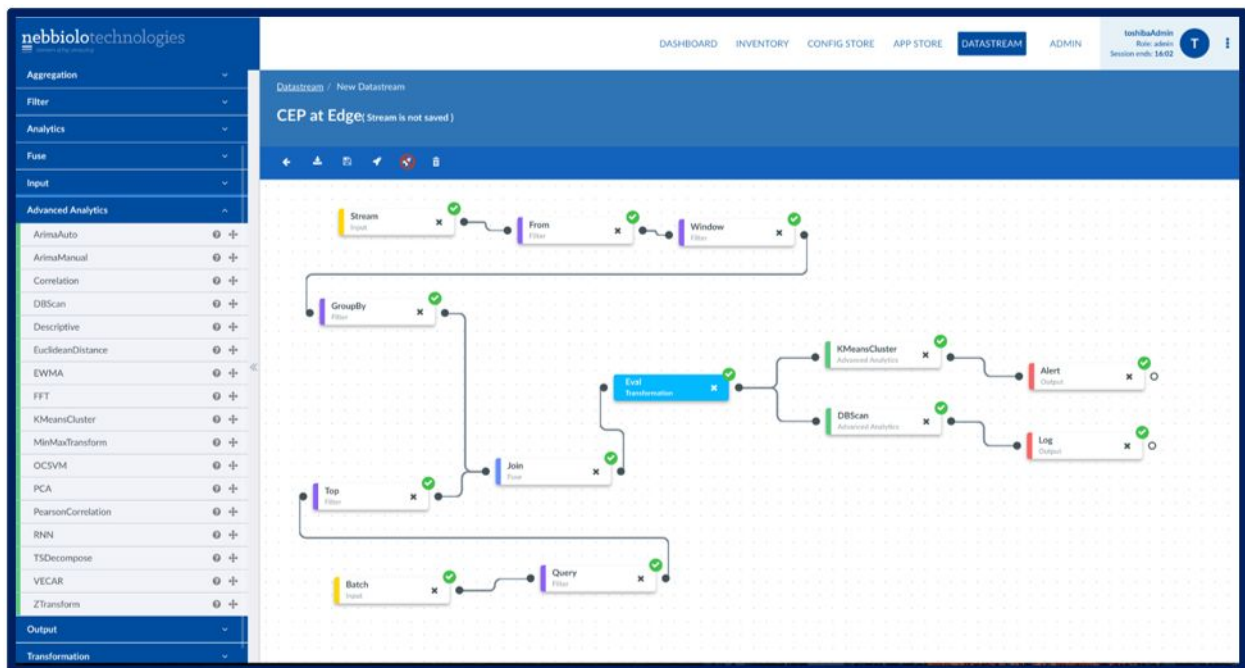 nebbiolotechnologies
DASHBOARD
INVENTORY
CONFIG STORE
APP STORE
DATASTREAM
ADMIN
toshibaAdmin
Role: admin
Session ends: 16:02
T
Aggregation
Filter
Analytics
Fuse
Input
Advanced Analytics
ArimaAuto
ArimaManual
Correlation
DBScan
Descriptive
EuclideanDistance
EWMA
FFT
KMeansCluster
MinMaxTransform
OCSVM
PCA
PearsonCorrelation
RNN
TSDecompose
VECAR
ZTransform
Output
Transformation
Datastream / New Datastream
CEP at Edge( Stream is not saved )
Stream
Input
From
Filter
Window
Filter
GroupBy
Filter
KMeansCluster
Advanced Analytics
Alert
Output
Eval
Transformation
DBScan
Advanced Analytics
Log
Output
Join
Fuse
Top
Filter
Query
Filter
Batch
Input